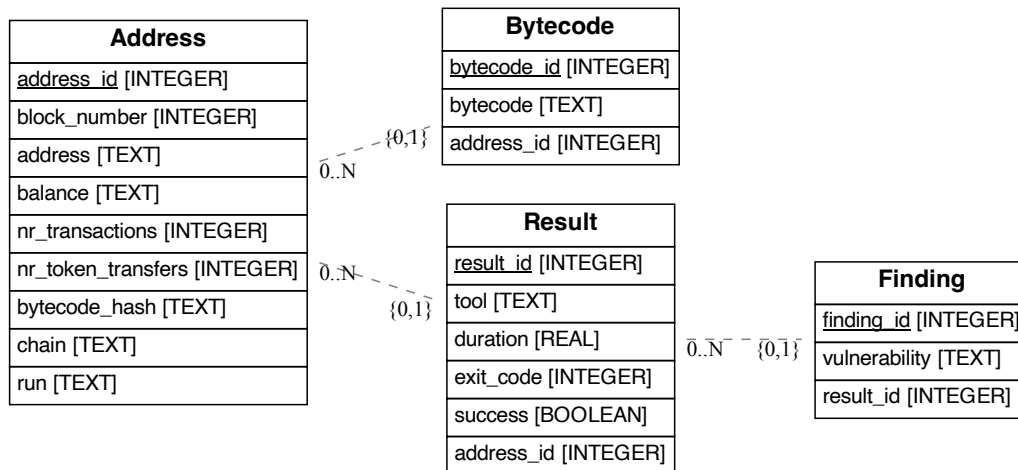 Address
address_id [INTEGER]
block_number [INTEGER]
address [TEXT]
balance [TEXT]
nr_transactions [INTEGER]
nr_token_transfers [INTEGER]
bytecode_hash [TEXT]
chain [TEXT]
run [TEXT]
0..N
{0,1}
Bytecode
bytecode_id [INTEGER]
bytecode [TEXT]
address_id [INTEGER]
0..N
{0,1}
Result
result_id [INTEGER]
tool [TEXT]
duration [REAL]
exit_code [INTEGER]
success [BOOLEAN]
address_id [INTEGER]
0..N
{0,1}
Finding
finding_id [INTEGER]
vulnerability [TEXT]
result_id [INTEGER]